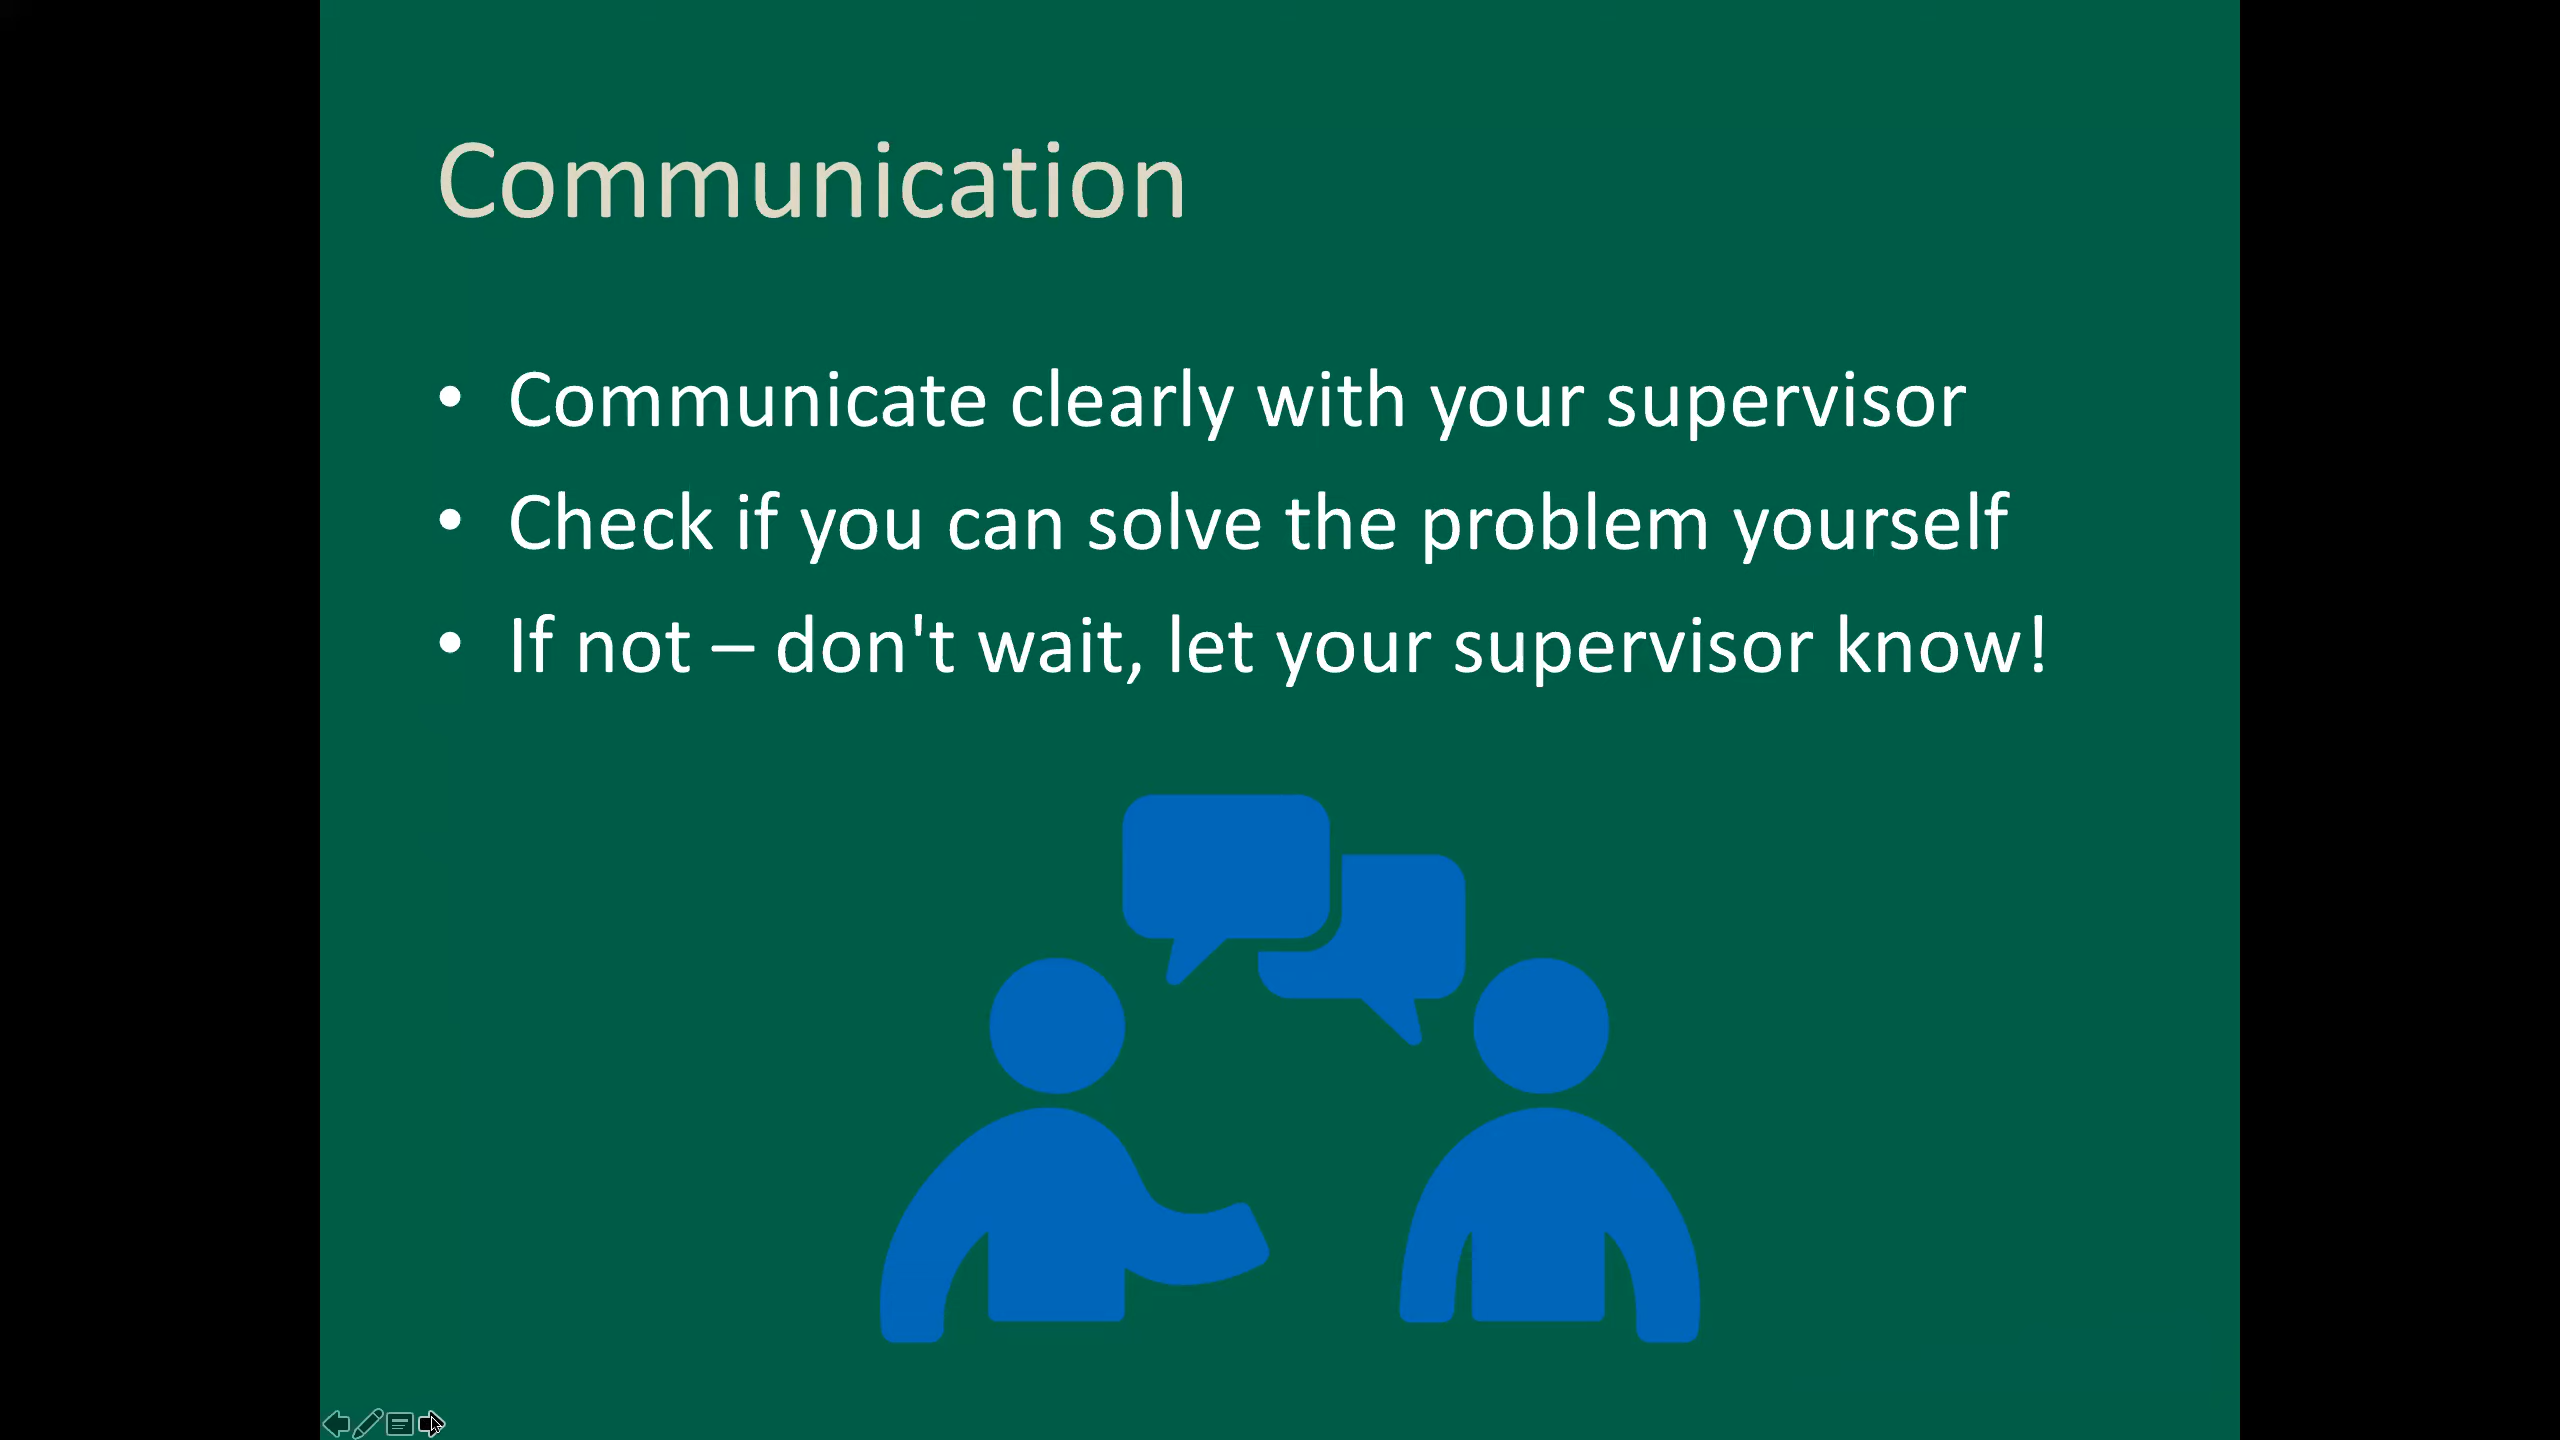 Communication
• Communicate clearly with your supervisor
• Check if you can solve the problem yourself
• If not – don't wait, let your supervisor know!